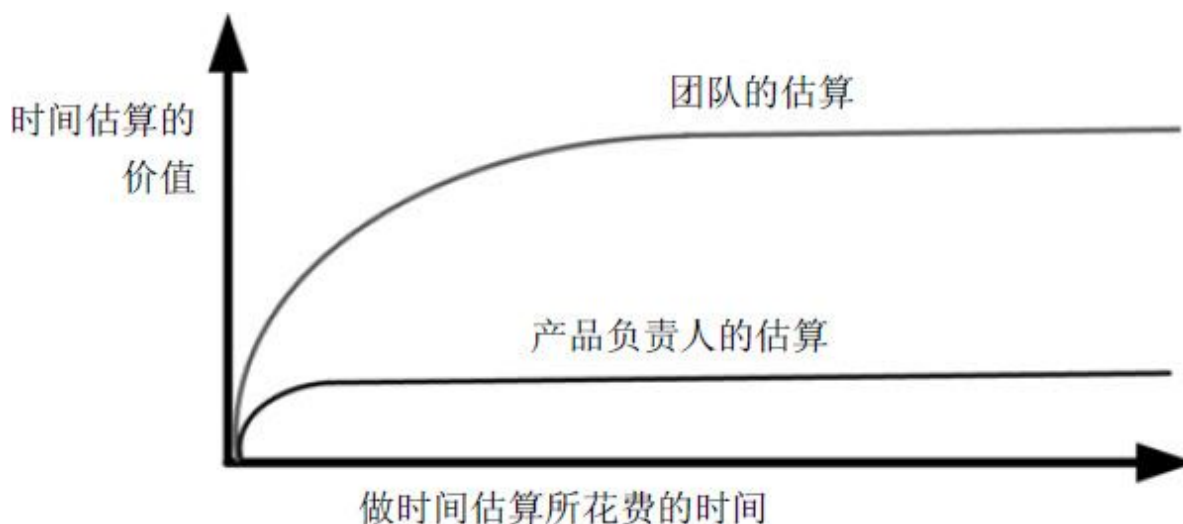 团队的估算
时间估算的
价值
产品负责人的估算
做时间估算所花费的时间